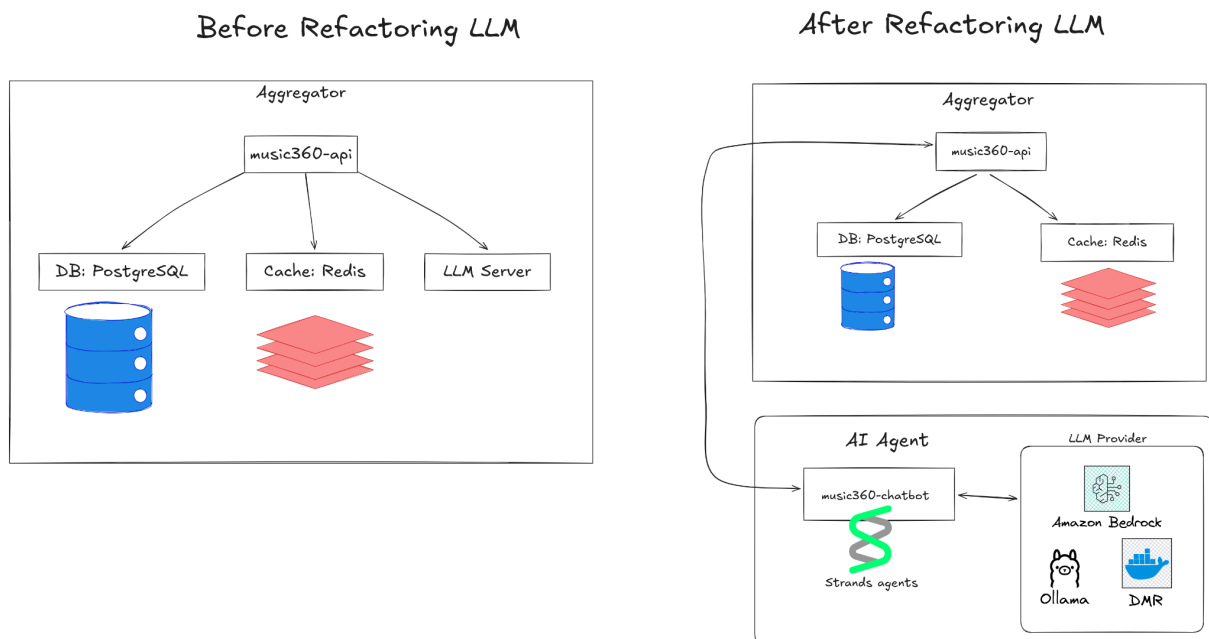 Before Refactoring LLM
Aggregator
music360-api
DB: PostgreSQL
Cache: Redis
LLM Server
After Refactoring LLM
Aggregator
music360-api
DB: PostgreSQL
Cache: Redis
AI Agent
music360-chatbot
Strands agents
LLM Provider
Amazon Bedrock
Ollama
DMR